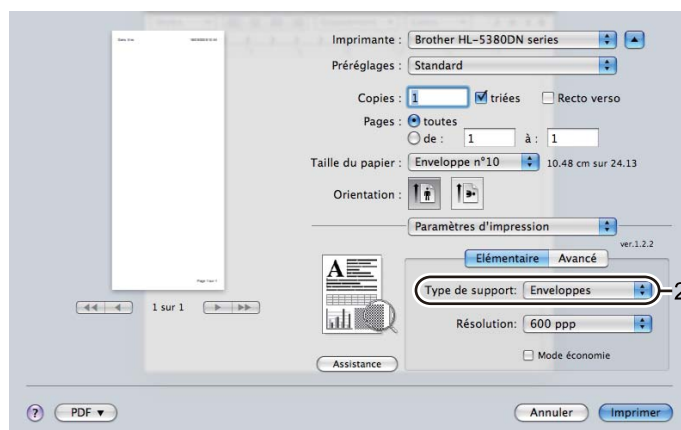 Imprimante : Brother HL-5380DN series
Préréglages : Standard
Copies : 1 triées Recto verso
Pages : toutes
de : 1 à : 1
Taille du papier : Enveloppe n°10 10.48 cm sur 24.13
Orientation :
Paramètres d'impression
ver.1.2.2
Elémentaire Avancé
Type de support: Enveloppes 2
Résolution: 600 ppp
Mode économie
1 sur 1
A
Assistance
? PDF Annuler Imprimer